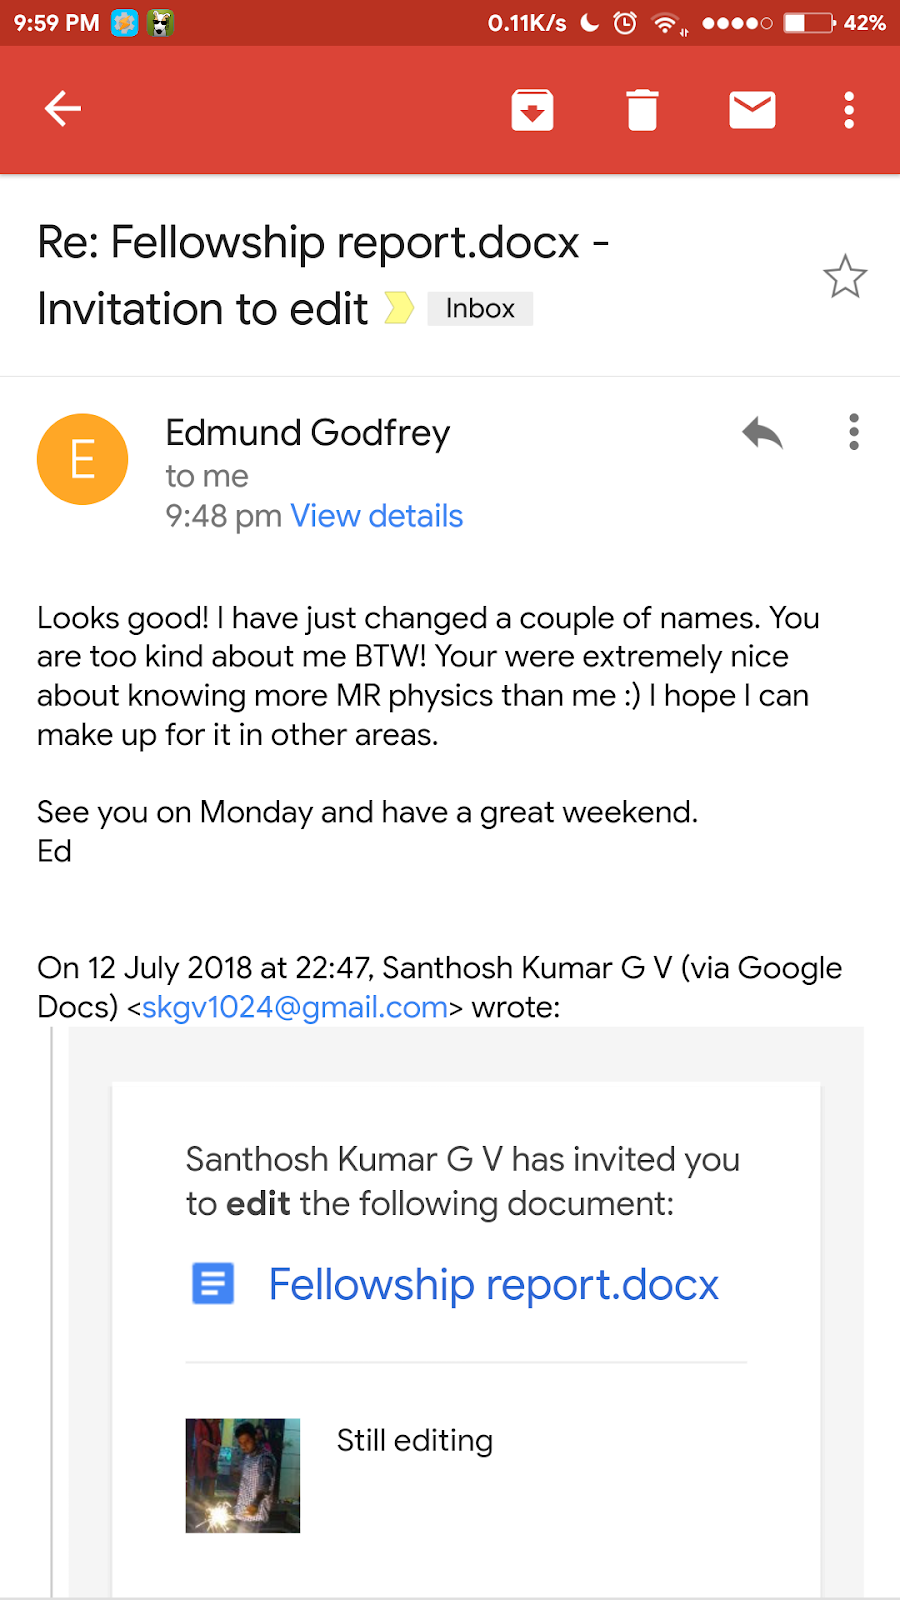 9:59 PM 0.11K/s 42%
Re: Fellowship report.docx -
Invitation to edit Inbox
E
Edmund Godfrey
to me
9:48 pm View details
Looks good! I have just changed a couple of names. You
are too kind about me BTW! Your were extremely nice
about knowing more MR physics than me :) I hope I can
make up for it in other areas.
See you on Monday and have a great weekend.
Ed
On 12 July 2018 at 22:47, Santhosh Kumar G V (via Google
Docs) <skgv1024@gmail.com> wrote:
Santhosh Kumar G V has invited you
to edit the following document:
Fellowship report.docx
Still editing